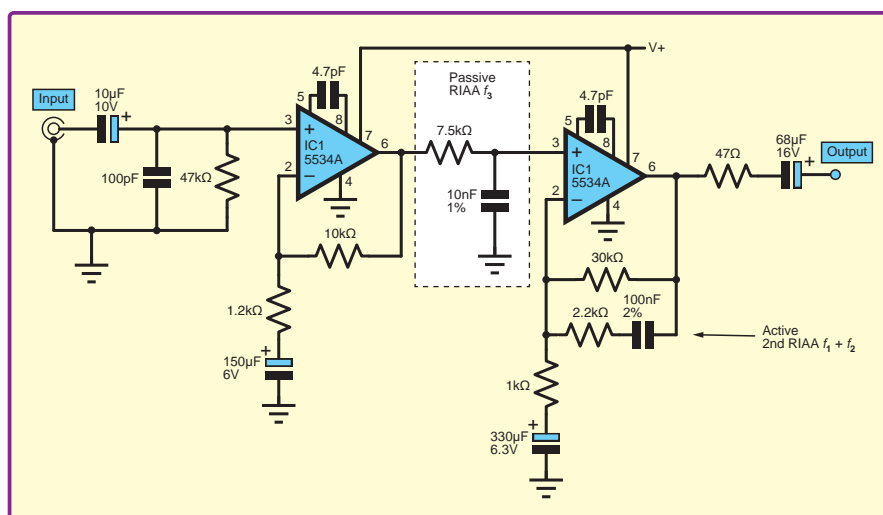 Input
10µF
10V
+
100pF
47kΩ
4.7pF
5
8
3
+
7
6
IC1
5534A
2
–
4
10kΩ
1.2kΩ
+
150µF
6V
V+
Passive
RIAA f3
7.5kΩ
10nF
1%
4.7pF
5
8
3
+
7
6
IC1
5534A
2
–
4
47Ω
68µF
16V
+
Output
30kΩ
100nF
2%
2.2kΩ
Active
2nd RIAA f1 + f2
1kΩ
+
330µF
6.3V